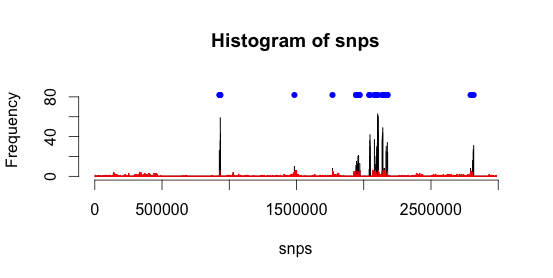 Histogram of snps
Frequency
80
40
0
0 500000 1500000 2500000
snps